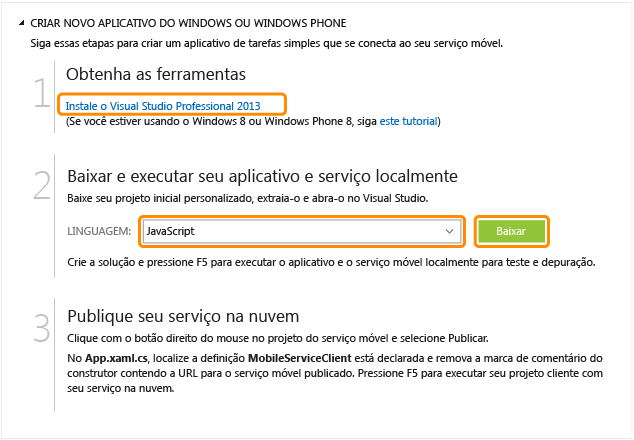 CRIAR NOVO APLICATIVO DO WINDOWS OU WINDOWS PHONE
Siga essas etapas para criar um aplicativo de tarefas simples que se conecta ao seu serviço móvel.
1
Obtenha as ferramentas
Instale o Visual Studio Professional 2013
(Se você estiver usando o Windows 8 ou Windows Phone 8, siga este tutorial)
2
Baixar e executar seu aplicativo e serviço localmente
Baixe seu projeto inicial personalizado, extraia-o e abra-o no Visual Studio.
LINGUAGEM: JavaScript Baixar
Crie a solução e pressione F5 para executar o aplicativo e o serviço móvel localmente para teste e depuração.
3
Publique seu serviço na nuvem
Clique com o botão direito do mouse no projeto do serviço móvel e selecione Publicar.
No App.xaml.cs, localize a definição MobileServiceClient está declarada e remova a marca de comentário do
construtor contendo a URL para o serviço móvel publicado. Pressione F5 para executar seu projeto cliente com
seu serviço na nuvem.